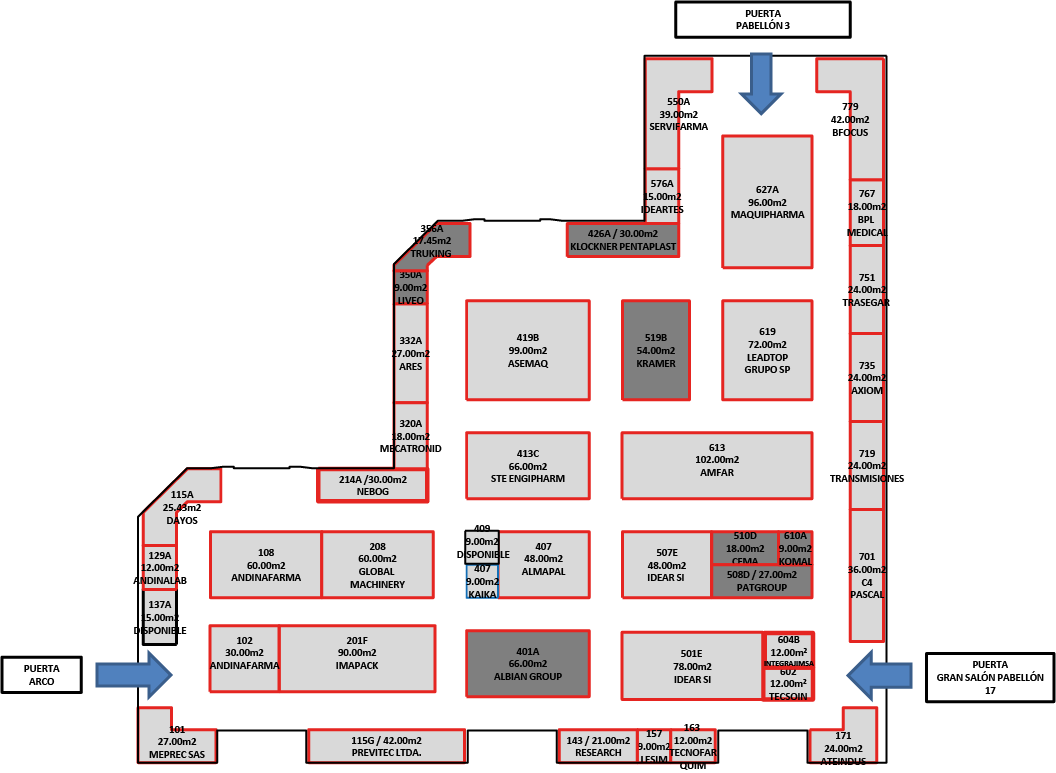 PUERTA
PABELLÓN 3
550A
39.00m2
SERVIFARMA
779
42.00m2
BFOCUS
576A
15.00m2
IDEARTES
627A
96.00m2
MAQUIPHARMA
767
18.00m2
BPL
MEDICAL
356A
17.45m2
TRUKING
426A / 30.00m2
KLOCKNER PENTAPLAST
350A
9.00m2
LIVEO
751
24.00m2
TRASEGAR
332A
27.00m2
ARES
419B
99.00m2
ASEMAQ
519B
54.00m2
KRAMER
619
72.00m2
LEADTOP
GRUPO SP
735
24.00m2
AXIOM
320A
18.00m2
MECATRONID
413C
66.00m2
STE ENGIPHARM
613
102.00m2
AMFAR
719
24.00m2
TRANSMISIONES
214A /30.00m2
NEBOG
115A
25.43m2
DAYOS
129A
12.00m2
ANDINALAB
108
60.00m2
ANDINAFARMA
208
60.00m2
GLOBAL
MACHINERY
409
9.00m2
DISPONIBLE
407
9.00m2
KAIKA
407
48.00m2
ALMAPAL
507E
48.00m2
IDEAR SI
510D
18.00m2
CEMA
610A
9.00m2
KOMAL
508D / 27.00m2
PATGROUP
701
36.00m2
C4
PASCAL
137A
15.00m2
DISPONIBLE
102
30.00m2
ANDINAFARMA
201F
90.00m2
IMAPACK
401A
66.00m2
ALBIAN GROUP
501E
78.00m2
IDEAR SI
604B
12.00m²
INTEGRAJIMSA
602
12.00m²
TECSOIN
PUERTA
ARCO
PUERTA
GRAN SALÓN PABELLÓN
17
101
27.00m2
MEPREC SAS
115G / 42.00m2
PREVITEC LTDA.
143 / 21.00m2
RESEARCH
157
9.00m2
LESIM
163
12.00m2
TECNOFAR
QUIM
171
24.00m2
ATEINDUS